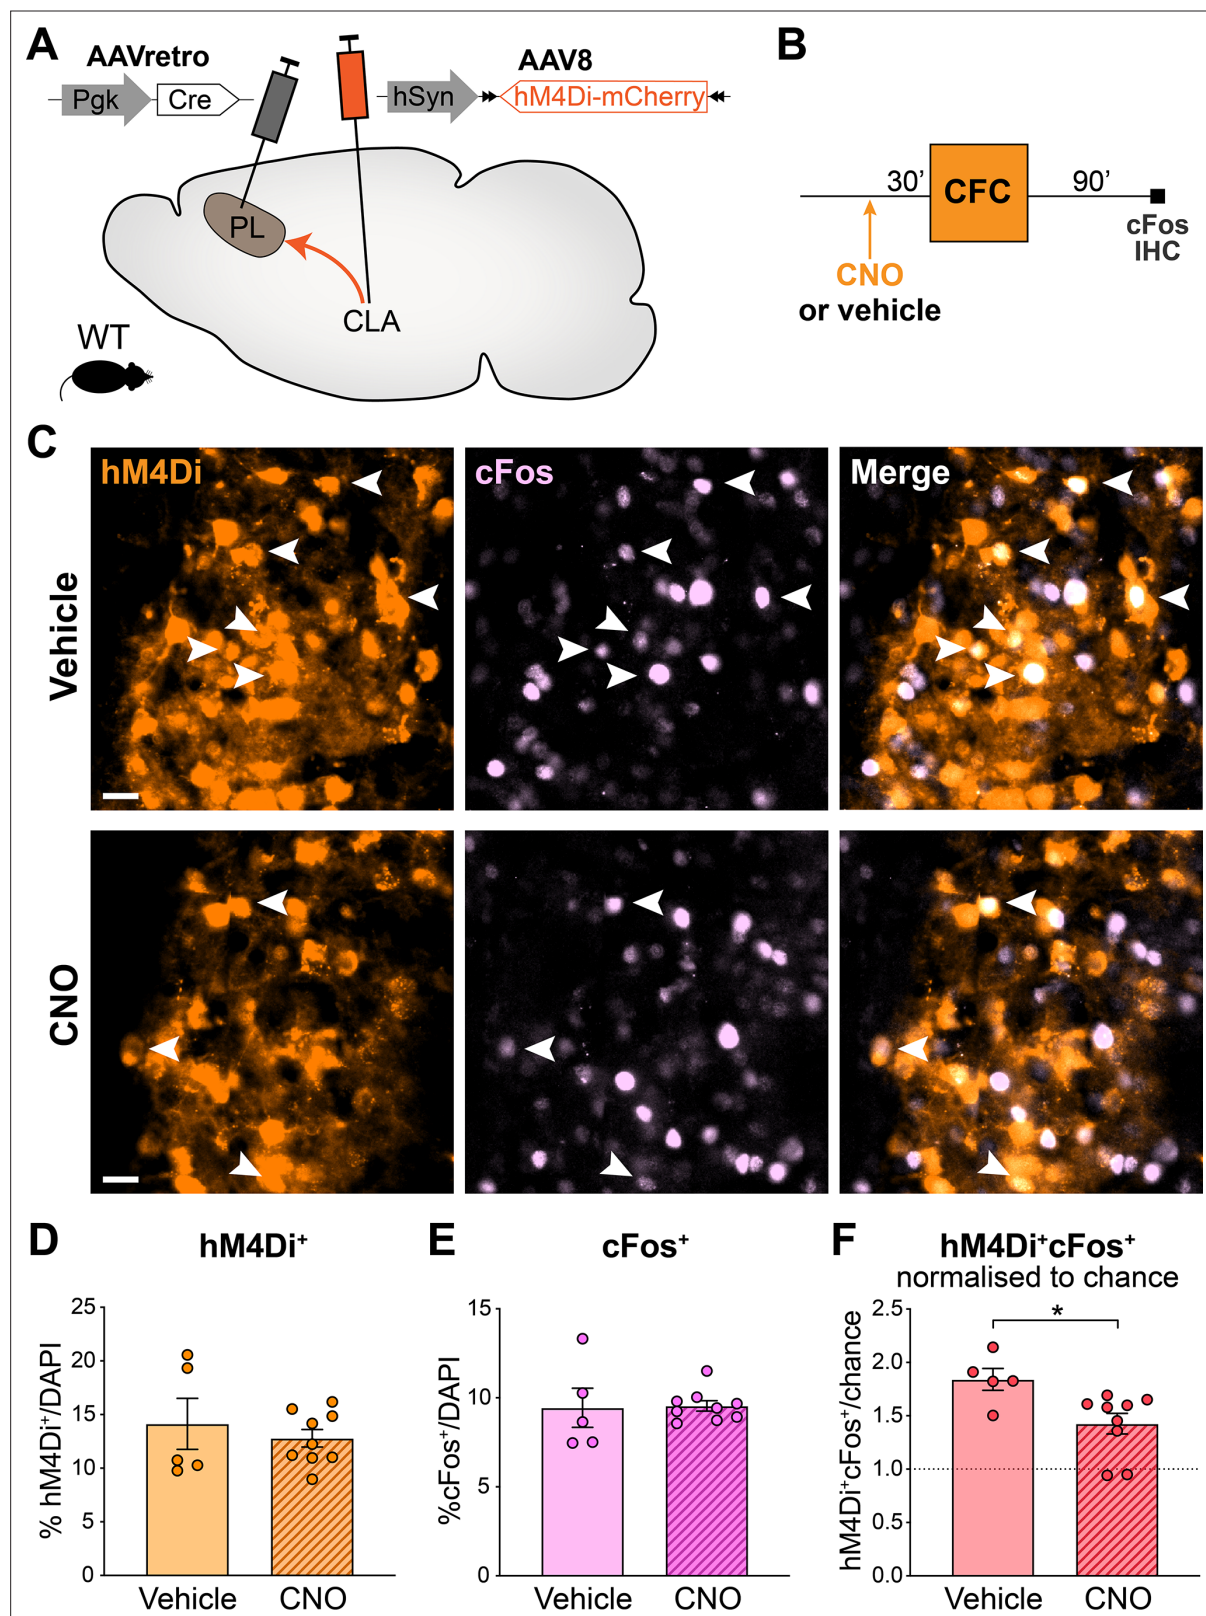 A
AAVretro
Pgk
Cre
AAV8
hSyn
hM4Di-mCherry
PL
CLA
WT
B
30’
CFC
90’
cFos
IHC
CNO
or vehicle
C
hM4Di
cFos
Merge
Vehicle
CNO
D
hM4Di⁺
% hM4Di⁺/DAPI
25
20
15
10
5
0
Vehicle
CNO
E
cFos⁺
%cFos⁺/DAPI
15
10
5
0
Vehicle
CNO
F
hM4Di⁺cFos⁺
normalised to chance
hM4Di⁺cFos⁺/chance
2.5
2.0
1.5
1.0
0.5
0.0
*
Vehicle
CNO